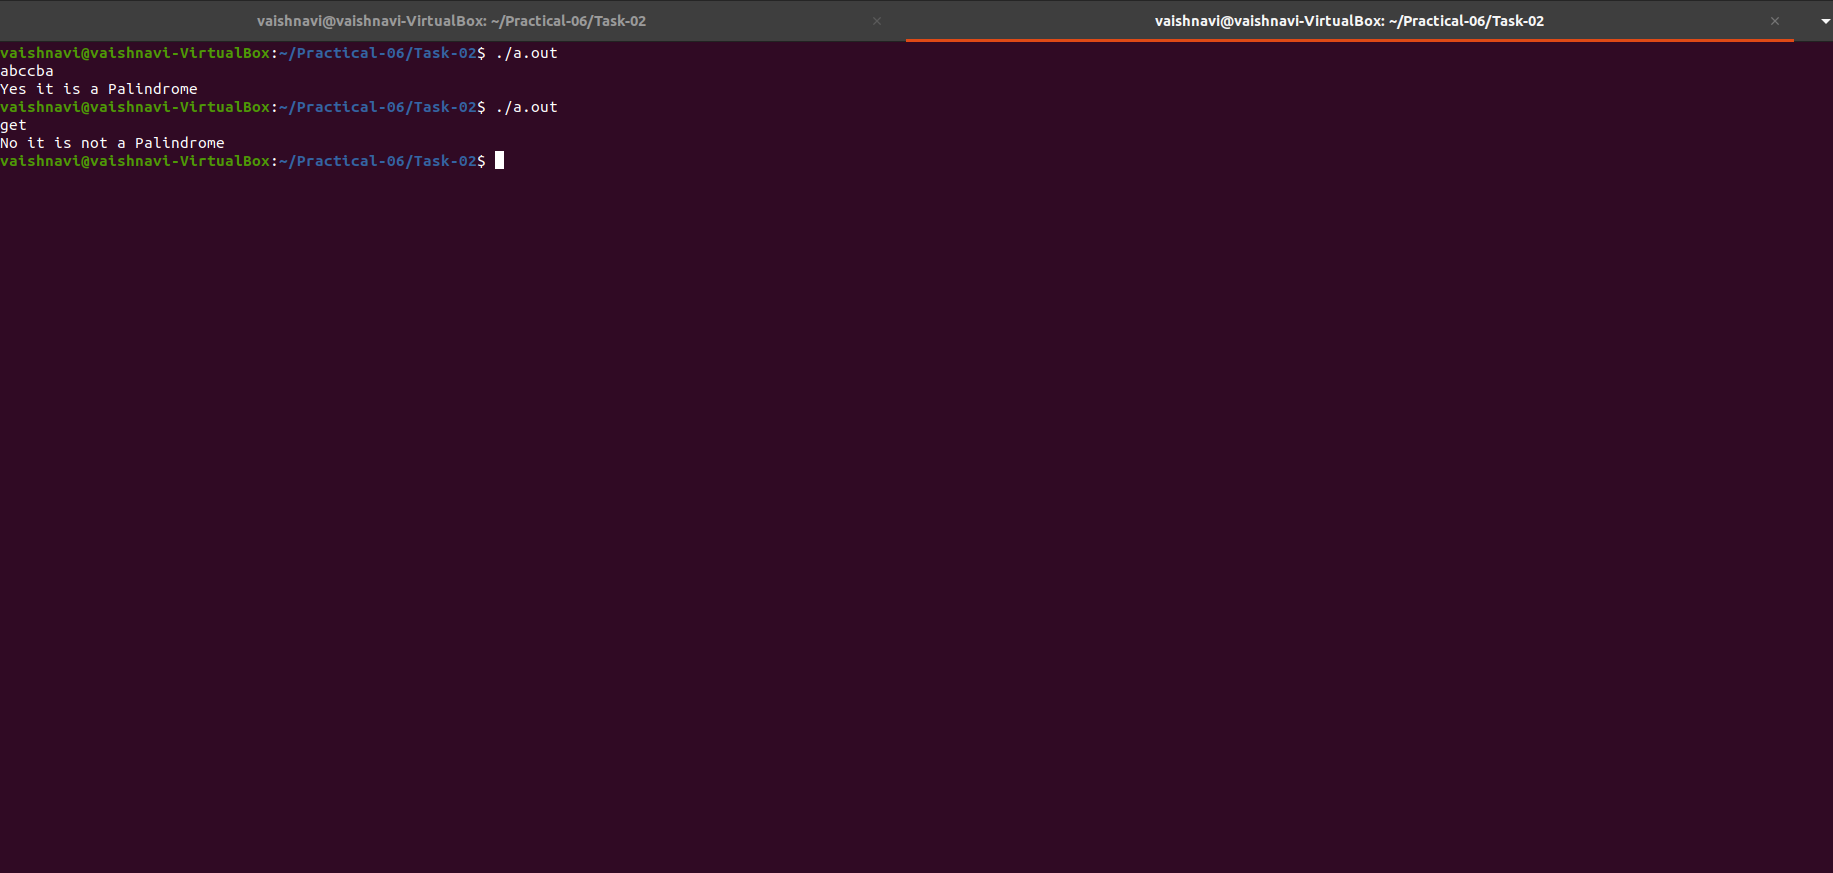 vaishnavi@vaishnavi-VirtualBox: ~/Practical-06/Task-02
vaishnavi@vaishnavi-VirtualBox: ~/Practical-06/Task-02
vaishnavi@vaishnavi-VirtualBox:~/Practical-06/Task-02$ ./a.out
abccba
Yes it is a Palindrome
vaishnavi@vaishnavi-VirtualBox:~/Practical-06/Task-02$ ./a.out
get
No it is not a Palindrome
vaishnavi@vaishnavi-VirtualBox:~/Practical-06/Task-02$